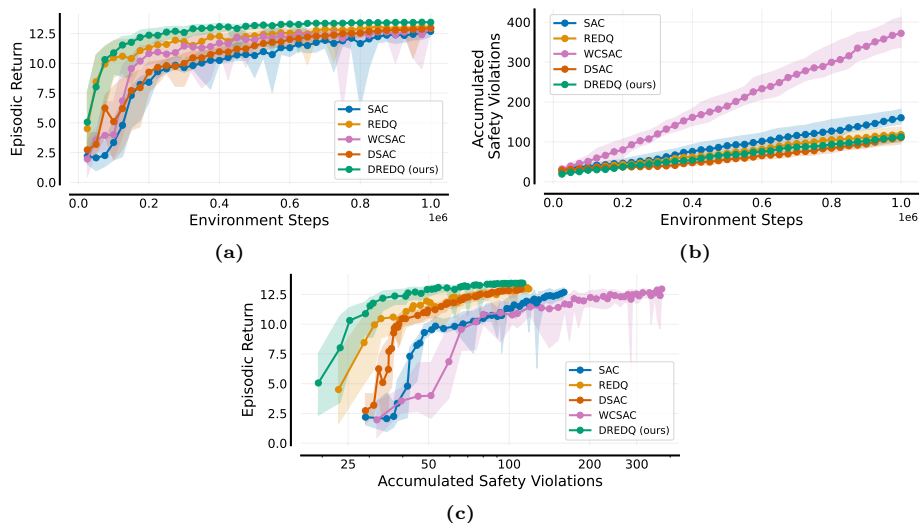 Episodic Return
12.5
10.0
7.5
5.0
2.5
0.0
SAC
REDQ
WCSAC
DSAC
DREDQ (ours)
0.0 0.2 0.4 0.6 0.8 1.0
1e6
Environment Steps
(a)
Accumulated
Safety Violations
400
300
200
100
0
SAC
REDQ
WCSAC
DSAC
DREDQ (ours)
0.0 0.2 0.4 0.6 0.8 1.0
1e6
Environment Steps
(b)
Episodic Return
12.5
10.0
7.5
5.0
2.5
0.0
SAC
REDQ
DSAC
WCSAC
DREDQ (ours)
25 50 100 200 300
Accumulated Safety Violations
(c)